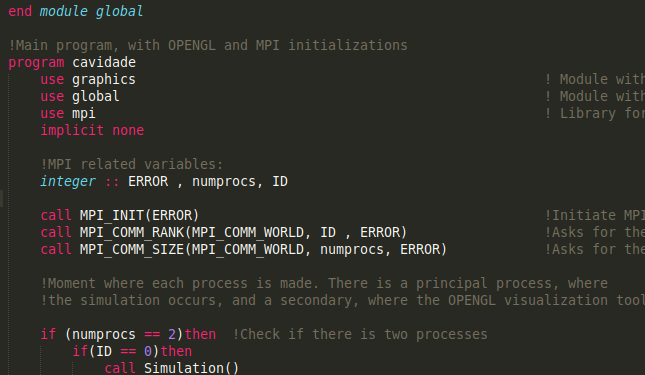 end module global
!Main program, with OPENGL and MPI initializations
program cavidade
use graphics ! Module with
use global ! Module with
use mpi ! Library for
implicit none
!MPI related variables:
integer :: ERROR , numprocs, ID
call MPI_INIT(ERROR) !Initiate MPI
call MPI_COMM_RANK(MPI_COMM_WORLD, ID , ERROR) !Asks for the
call MPI_COMM_SIZE(MPI_COMM_WORLD, numprocs, ERROR) !Asks for the
!Moment where each process is made. There is a principal process, where
!the simulation occurs, and a secondary, where the OPENGL visualization tool
if (numprocs == 2)then !Check if there is two processes
if(ID == 0)then
call Simulation()